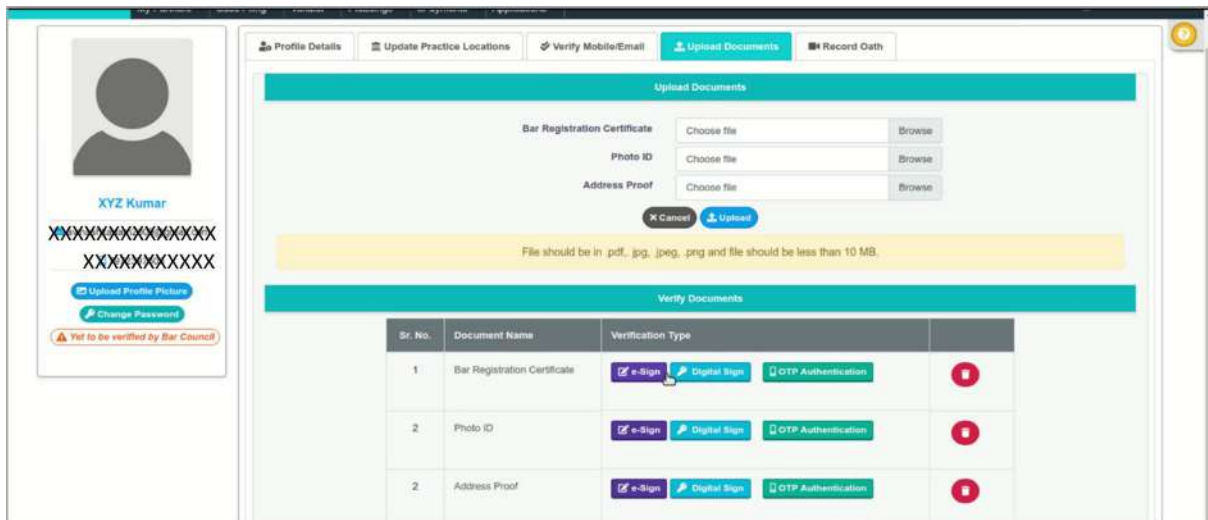 My Partners
Profile Details
Update Practice Locations
Verify Mobile/Email
Upload Documents
Record Oath
Upload Documents
Bar Registration Certificate Choose file Browse
Photo ID Choose file Browse
Address Proof Choose file Browse
Cancel Upload
File should be in .pdf,. jpg, .jpeg, .png and file should be less than 10 MB.
XYZ Kumar
Upload Profile Picture
Change Password
Yet to be verified by Bar Council
Verify Documents
Sr. No. Document Name Verification Type
1 Bar Registration Certificate e-Sign Digital Sign OTP Authentication
2 Photo ID e-Sign Digital Sign OTP Authentication
2 Address Proof e-Sign Digital Sign OTP Authentication